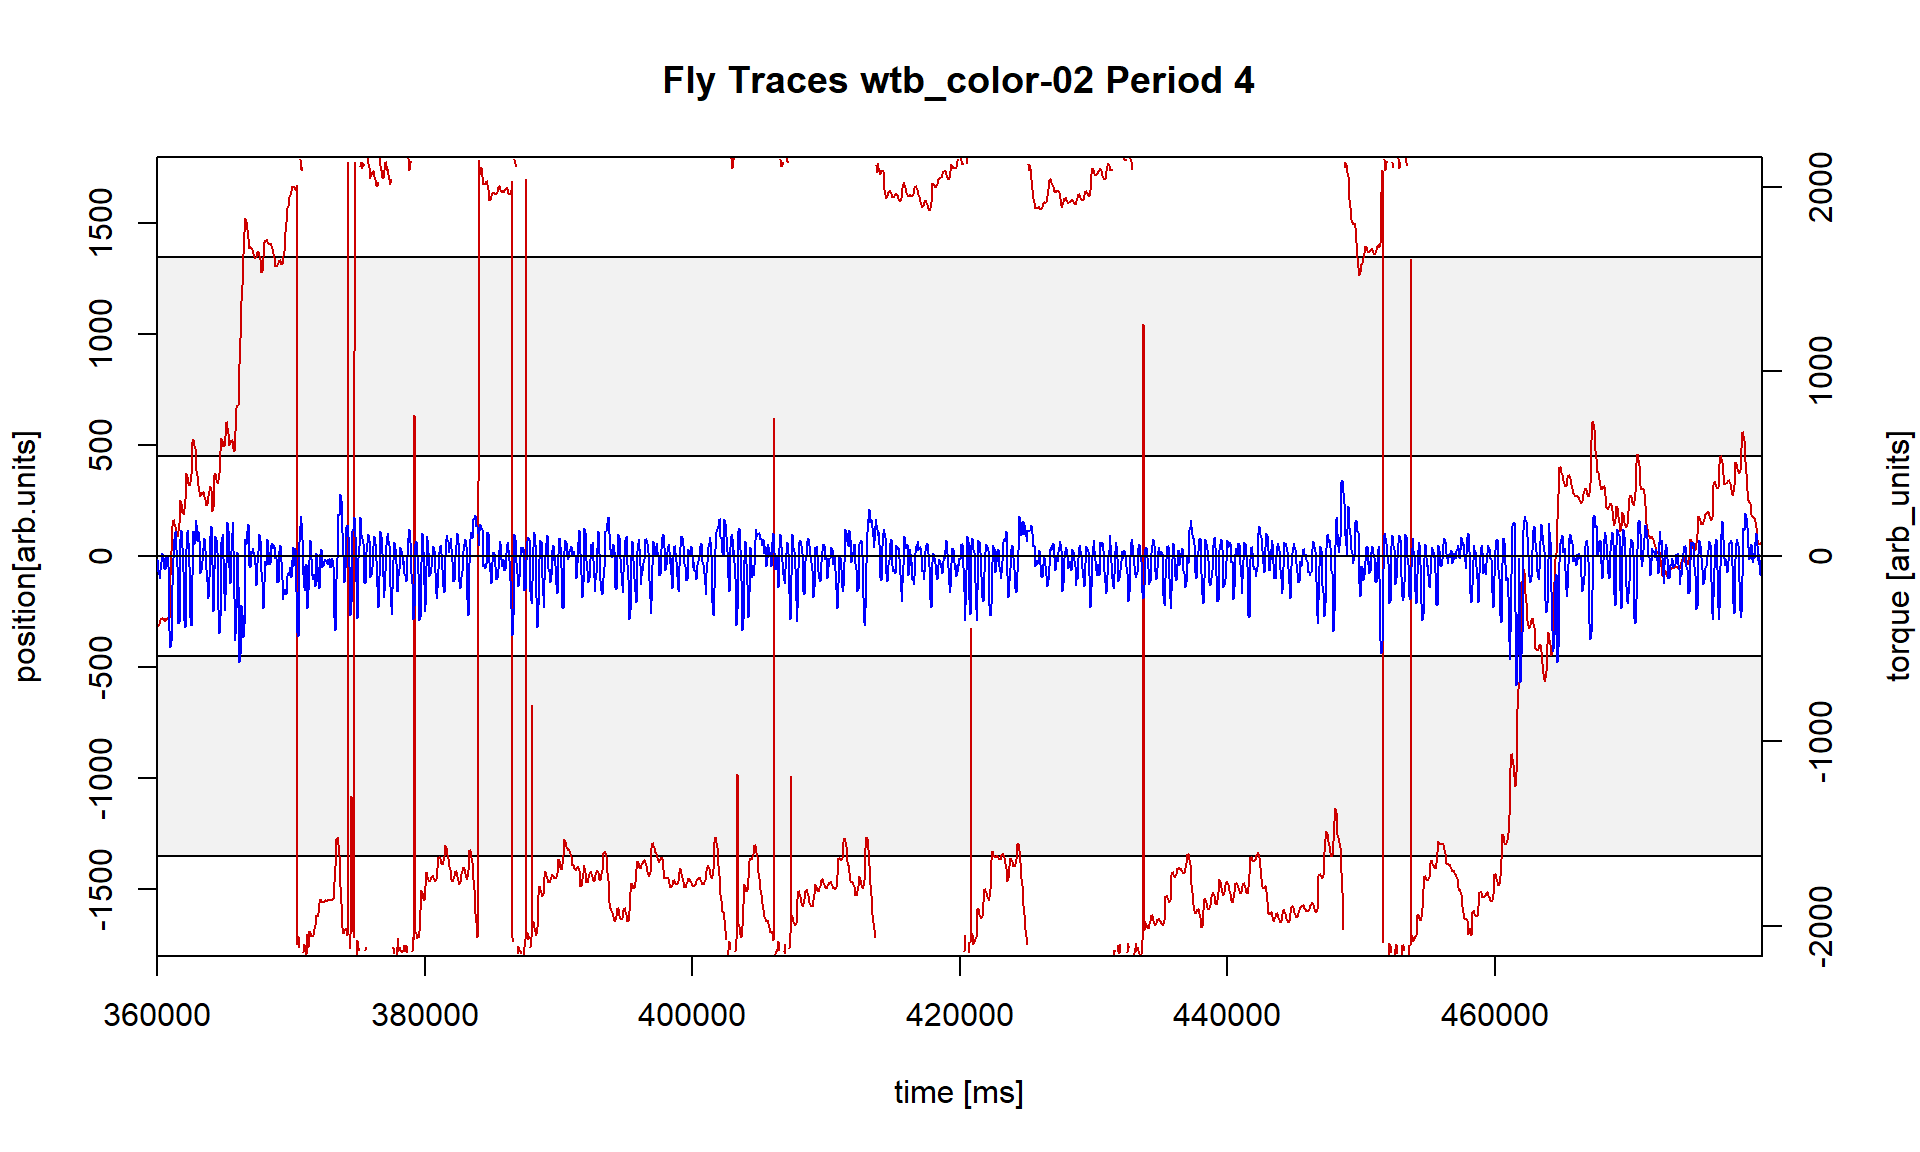 Fly Traces wtb_color-02 Period 4
position[arb.units]
1500
1000
500
0
-500
-1000
-1500
2000
1000
0
-1000
-2000
torque [arb_units]
360000 380000 400000 420000 440000 460000
time [ms]